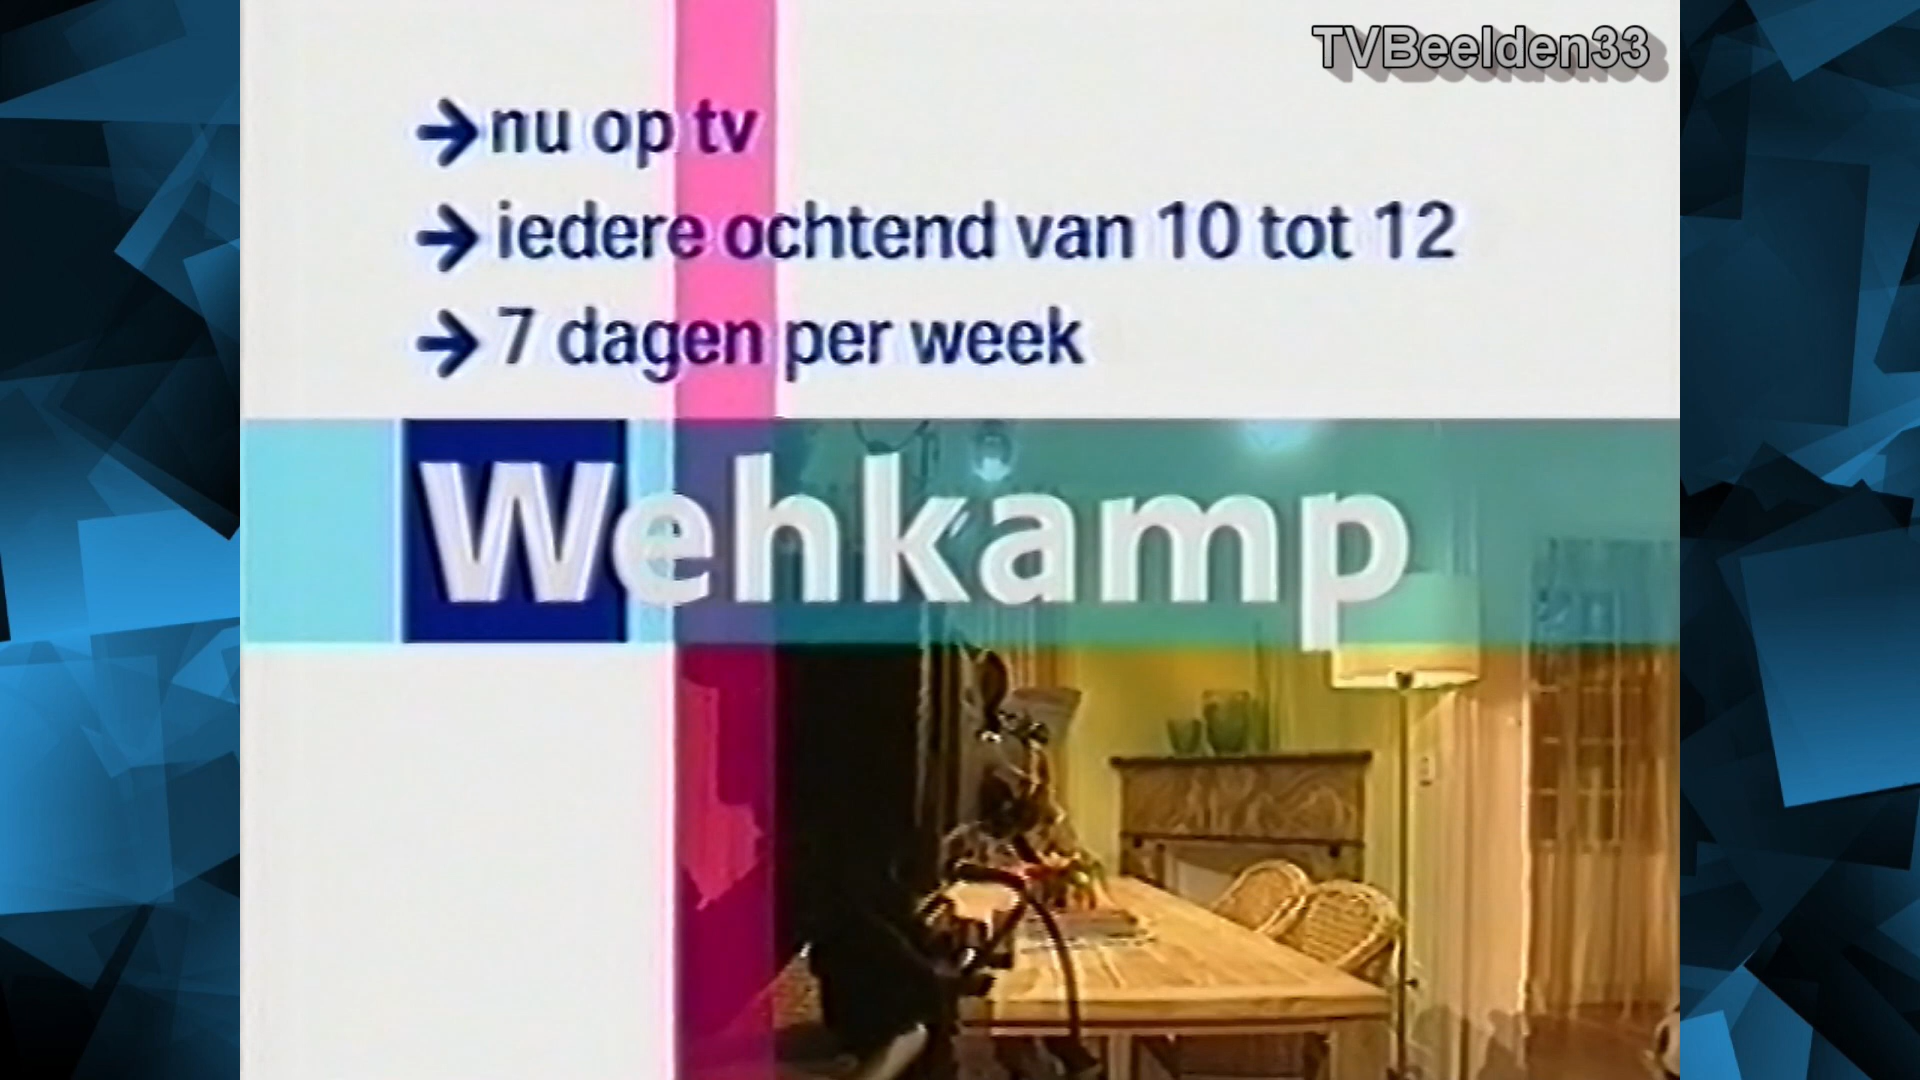 TVBeelden33
→nu op tv
→iedere ochtend van 10 tot 12
→7 dagen per week
Wehkamp